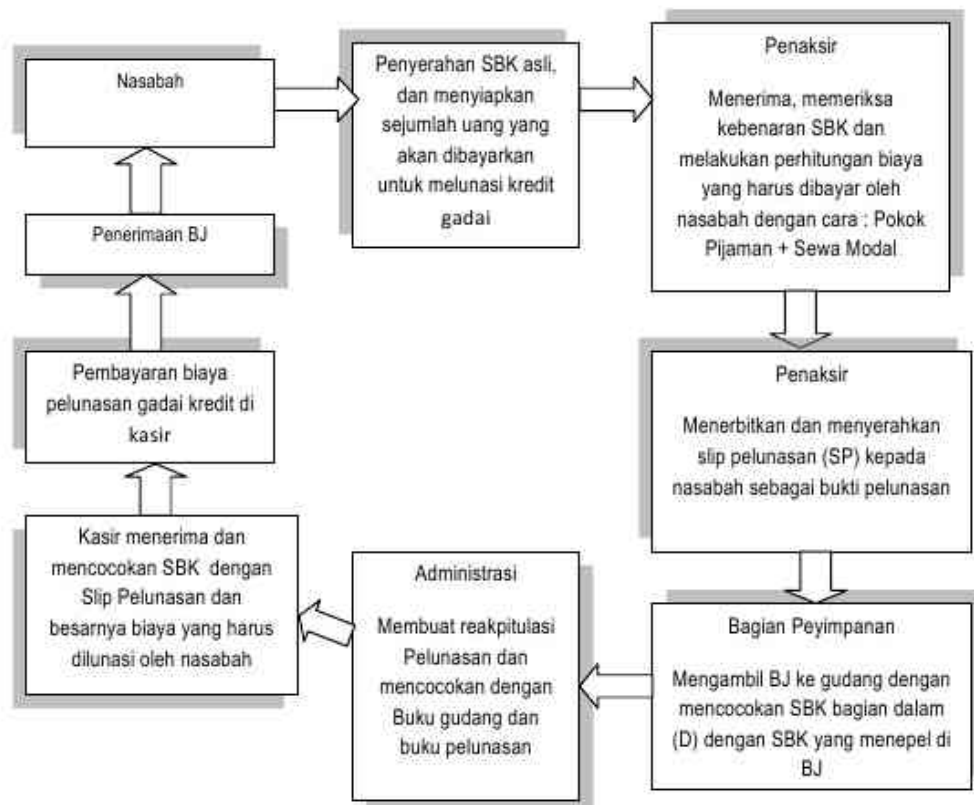 Nasabah
Penyerahan SBK asli,
dan menyiapkan
sejumlah uang yang
akan dibayarkan
untuk melunasi kredit
gadai
Penaksir
Menerima, memeriksa
kebenaran SBK dan
melakukan perhitungan biaya
yang harus dibayar oleh
nasabah dengan cara : Pokok
Pijaman + Sewa Modal
Penaksir
Menerbitkan dan menyerahkan
slip pelunasan (SP) kepada
nasabah sebagai bukti pelunasan
Bagian Peyimpanan
Mengambil BJ ke gudang dengan
mencocokan SBK bagian dalam
(D) dengan SBK yang menepel di
BJ
Administrasi
Membuat reakpitulasi
Pelunasan dan
mencocokan dengan
Buku gudang dan
buku pelunasan
Kasir menerima dan
mencocokan SBK dengan
Slip Pelunasan dan
besarnya biaya yang harus
dilunasi oleh nasabah
Pembayaran biaya
pelunasan gadai kredit di
kasir
Penerimaan BJ